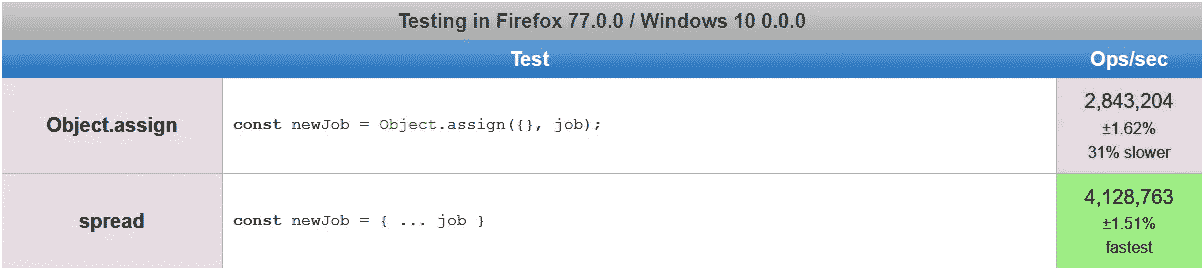 Testing in Firefox 77.0.0 / Windows 10 0.0.0
Test Ops/sec
Object.assign const newJob = Object.assign({}, job); 2,843,204
±1.62%
31% slower
spread const newJob = { ... job } 4,128,763
±1.51%
fastest